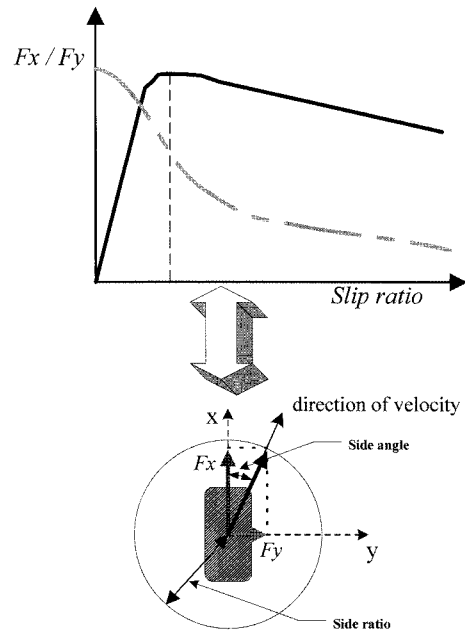 Fx / Fy
Slip ratio
direction of velocity
x
Side angle
Fx
Fy
y
Side ratio